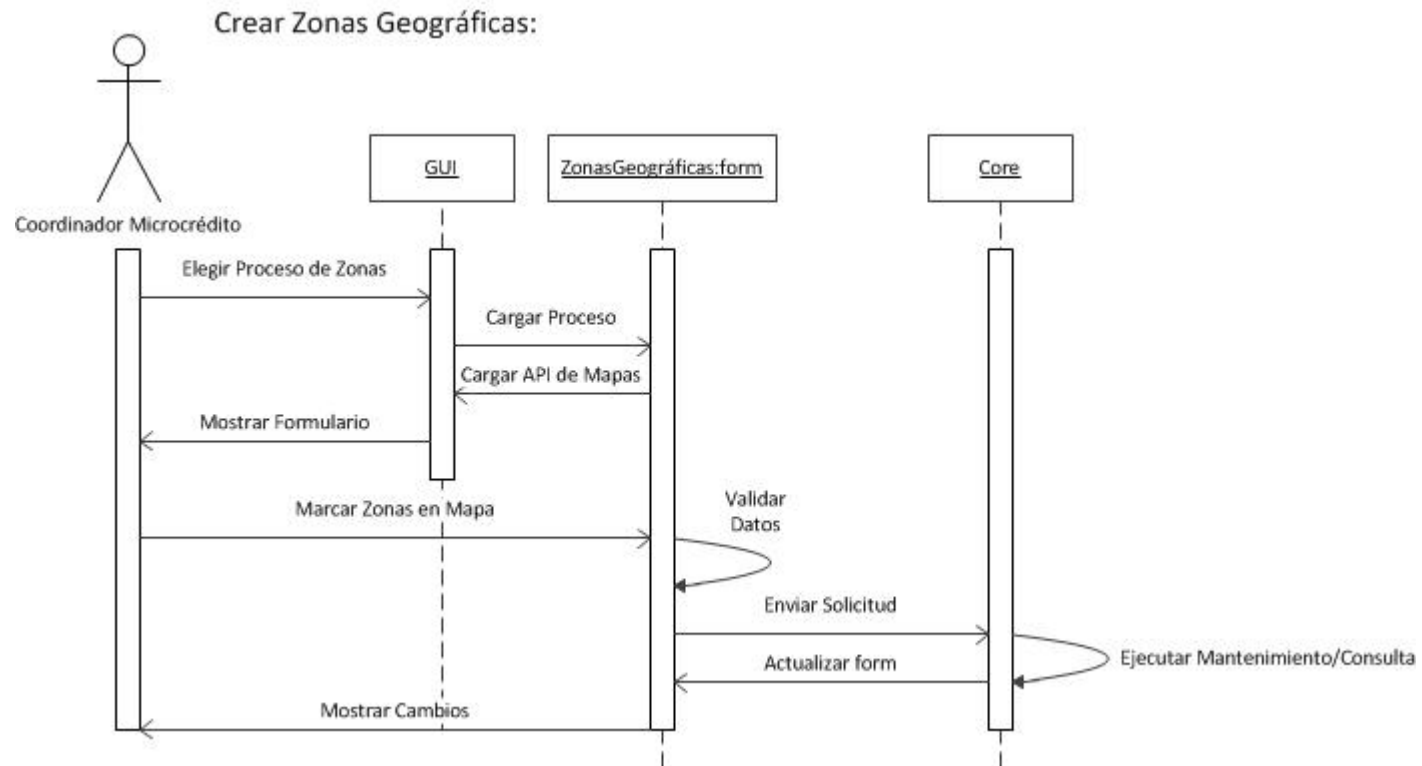 Crear Zonas Geográficas:
GUI
ZonasGeográficas:form
Core
Coordinador Microcrédito
Elegir Proceso de Zonas
Cargar Proceso
Cargar API de Mapas
Mostrar Formulario
Marcar Zonas en Mapa
Validar
Datos
Enviar Solicitud
Actualizar form
Ejecutar Mantenimiento/Consulta
Mostrar Cambios